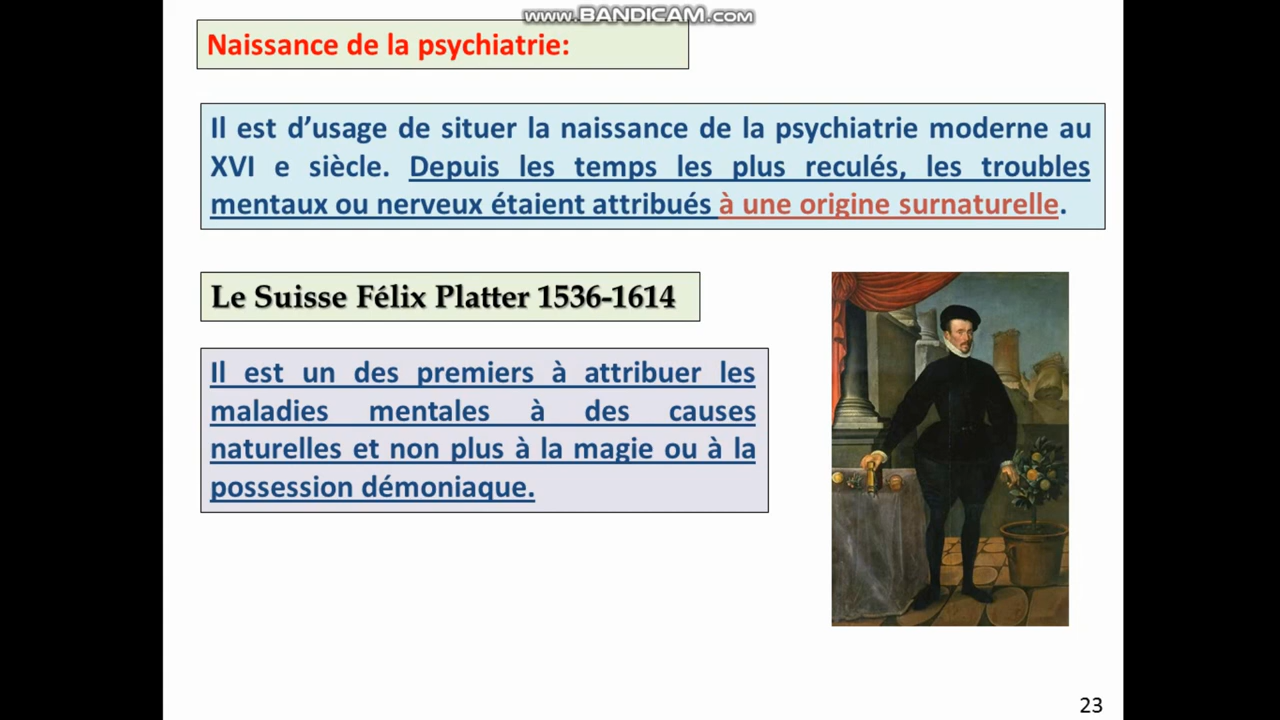 www.BANDICAM.com
Naissance de la psychiatrie:
Il est d’usage de situer la naissance de la psychiatrie moderne au
XVI e siècle. Depuis les temps les plus reculés, les troubles
mentaux ou nerveux étaient attribués à une origine surnaturelle.
Le Suisse Félix Platter 1536-1614
Il est un des premiers à attribuer les
maladies mentales à des causes
naturelles et non plus à la magie ou à la
possession démoniaque.
23